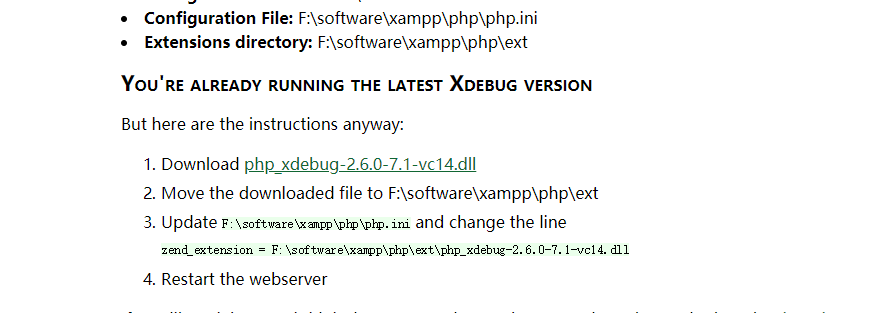 • Configuration File: F:\software\xampp\php\php.ini
• Extensions directory: F:\software\xampp\php\ext
You're already running the latest Xdebug version
But here are the instructions anyway:
1. Download php_xdebug-2.6.0-7.1-vc14.dll
2. Move the downloaded file to F:\software\xampp\php\ext
3. Update F:\software\xampp\php\php.ini and change the line
zend_extension = F:\software\xampp\php\ext\php_xdebug-2.6.0-7.1-vc14.dll
4. Restart the webserver